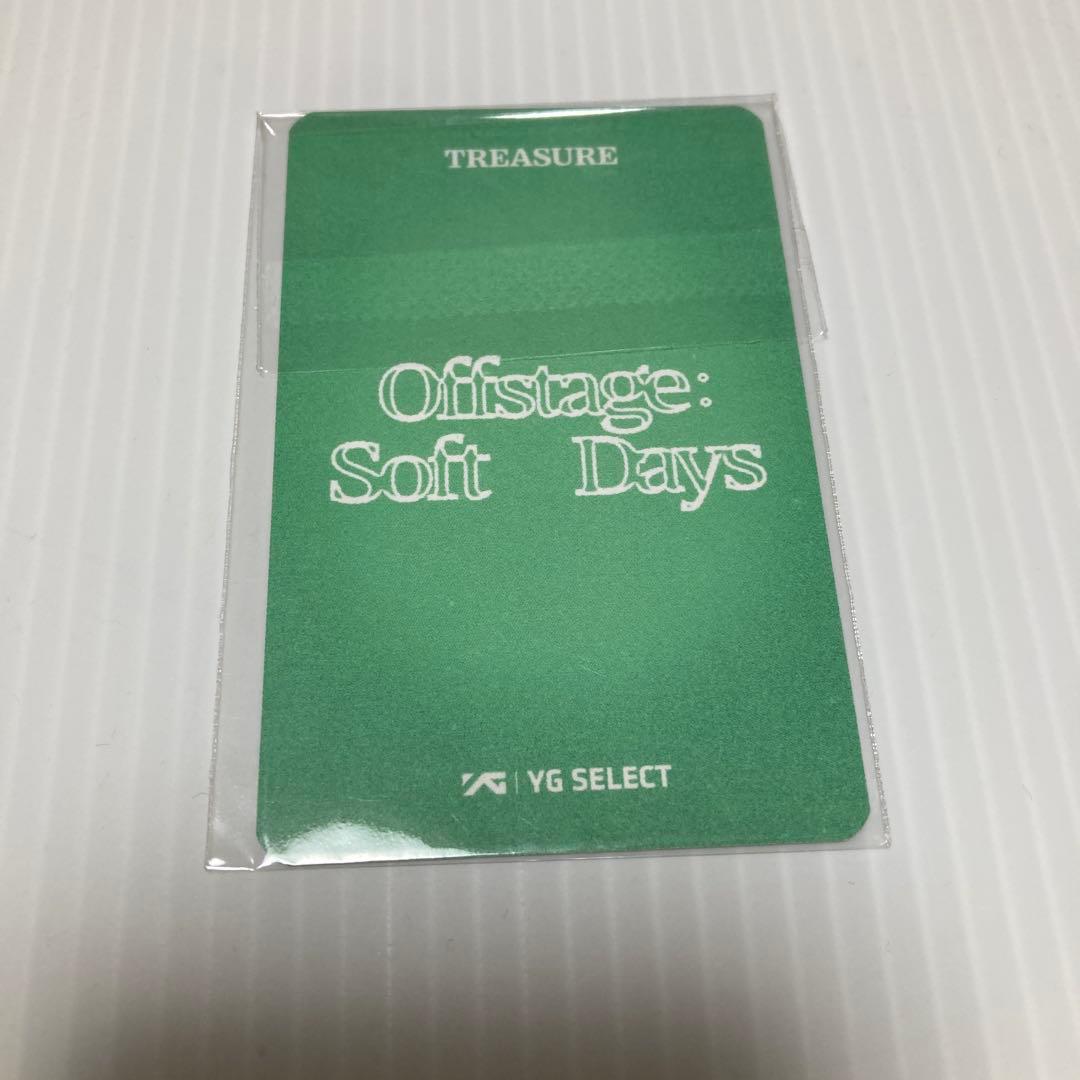 TREASURE
Offstage:
Soft Days
YG | YG SELECT